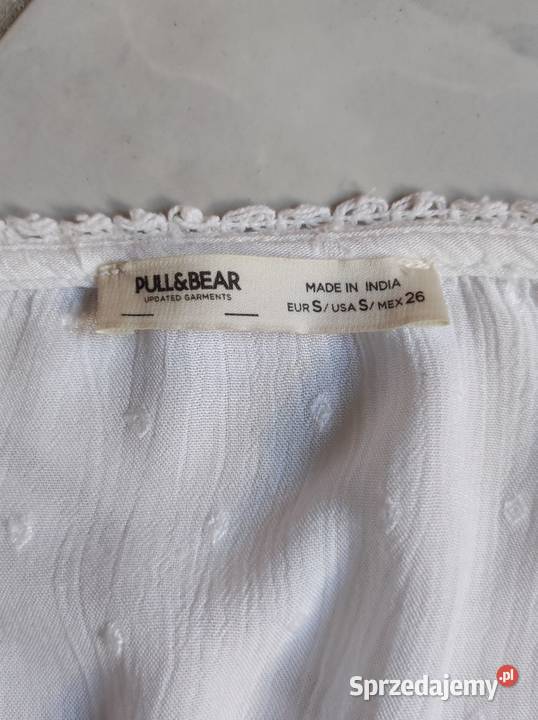 PULL&BEAR
UPDATED GARMENTS
MADE IN INDIA
EUR S/USA S/MEX 26
Sprzedajemy.pl